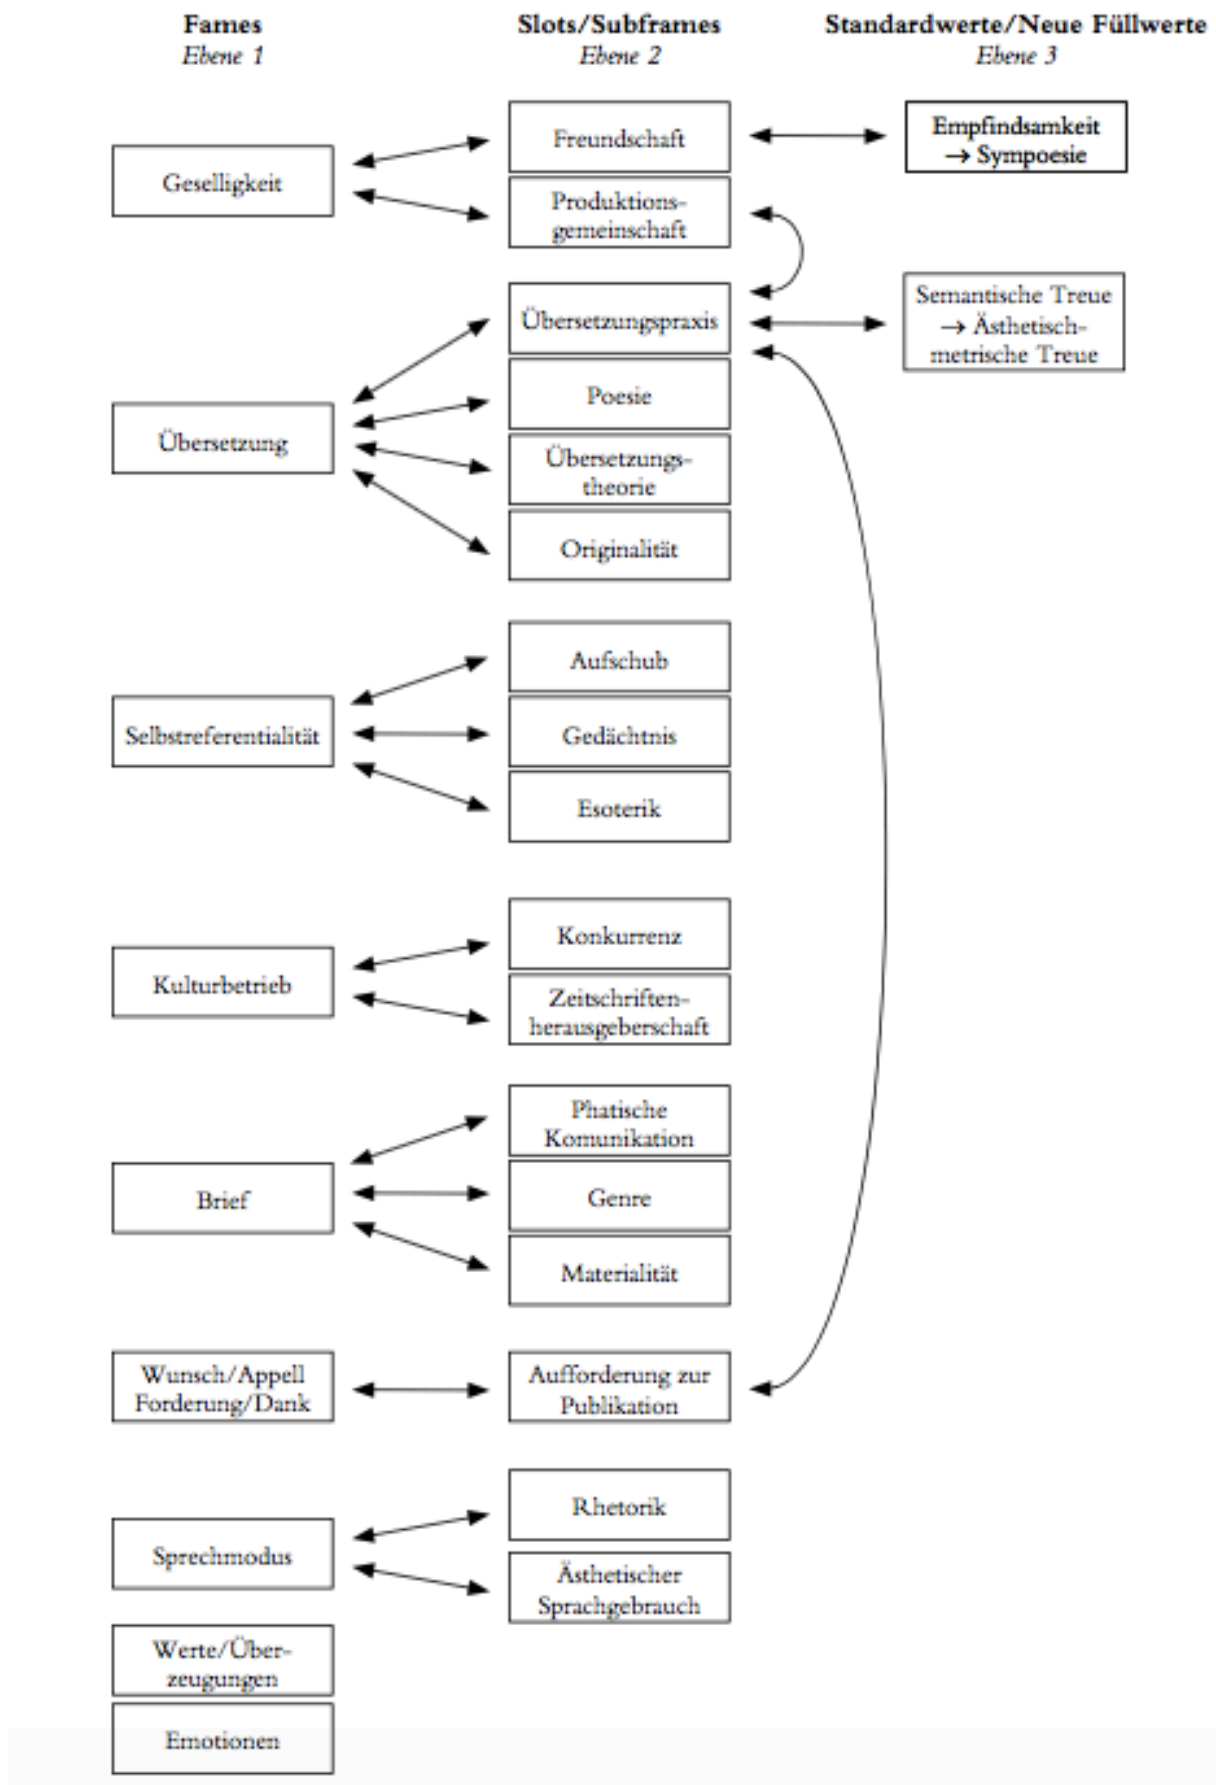 Fames
Ebene 1
Slots/Subframes
Ebene 2
Standardwerte/Neue Füllwerte
Ebene 3
Geselligkeit
Freundschaft
Empfindsamkeit
→ Sympoesie
Produktions-
gemeinschaft
Übersetzung
Übersetzungspraxis
Semantische Treue
→ Ästhetisch-
metrische Treue
Poesie
Übersetzungs-
theorie
Originalität
Selbstreferentialität
Aufschub
Gedächtnis
Esoterik
Kulturbetrieb
Konkurrenz
Zeitschriften-
herausgeberschaft
Brief
Phatische
Komunikation
Genre
Materialität
Wunsch/Appell
Forderung/Dank
Aufforderung zur
Publikation
Sprechmodus
Rhetorik
Ästhetischer
Sprachgebrauch
Werte/Über-
zeugungen
Emotionen